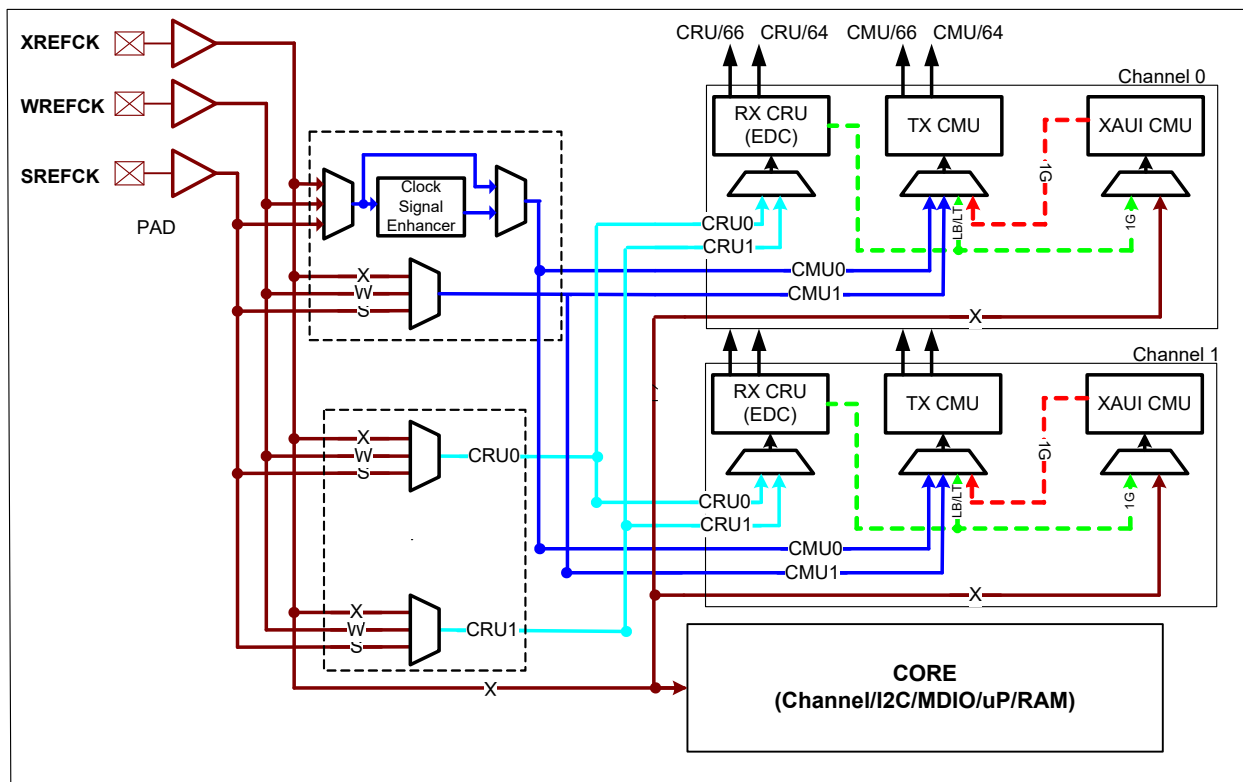 XREFCK
WREFCK
SREFCK
PAD
Clock
Signal
Enhancer
X
W
S
X
W
S
CRU0
X
W
S
CRU1
X
CRU/66
CRU/64
CMU/66
CMU/64
Channel 0
RX CRU
(EDC)
TX CMU
XAUI CMU
1G
LB/LT
1G
CRU0
CRU1
CMU0
CMU1
X
Channel 1
RX CRU
(EDC)
TX CMU
XAUI CMU
1G
LB/LT
1G
CRU0
CRU1
CMU0
CMU1
X
CORE
(Channel/I2C/MDIO/uP/RAM)